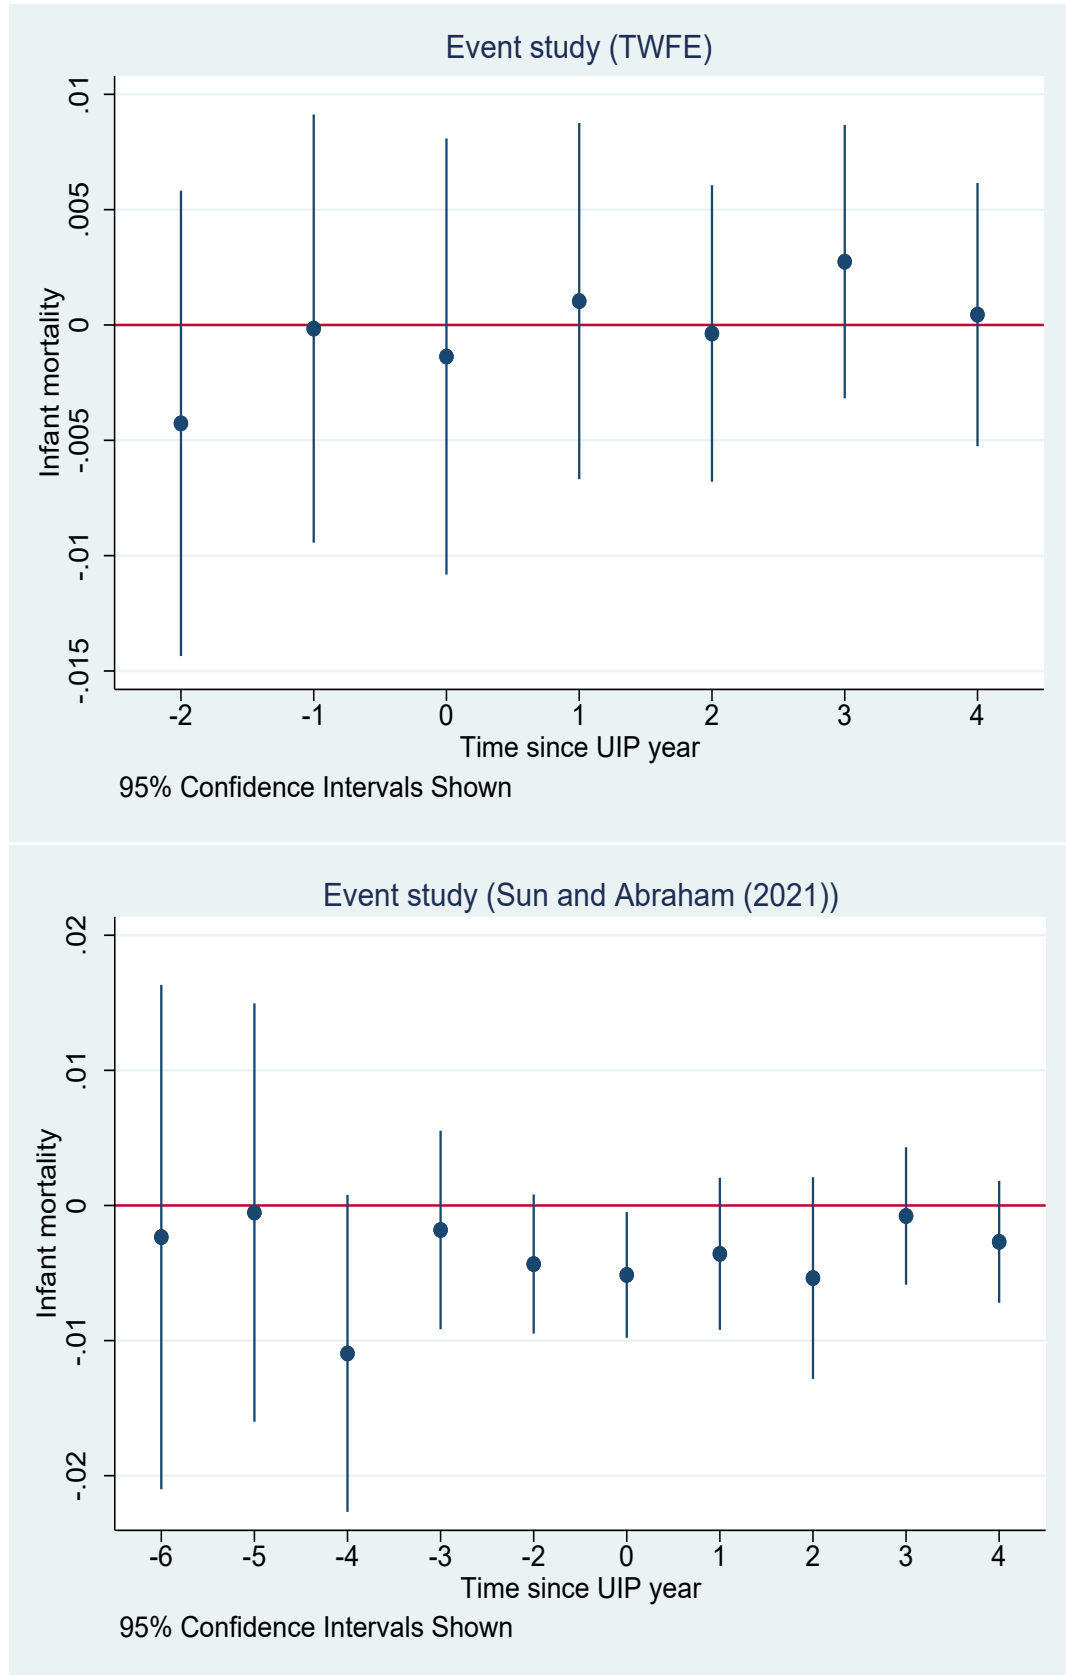 Event study (TWFE)
Infant mortality
.01
.005
0
-.005
-.01
-.015
-2 -1 0 1 2 3 4
Time since UIP year
95% Confidence Intervals Shown
Event study (Sun and Abraham (2021))
Infant mortality
.02
.01
0
-.01
-.02
-6 -5 -4 -3 -2 0 1 2 3 4
Time since UIP year
95% Confidence Intervals Shown